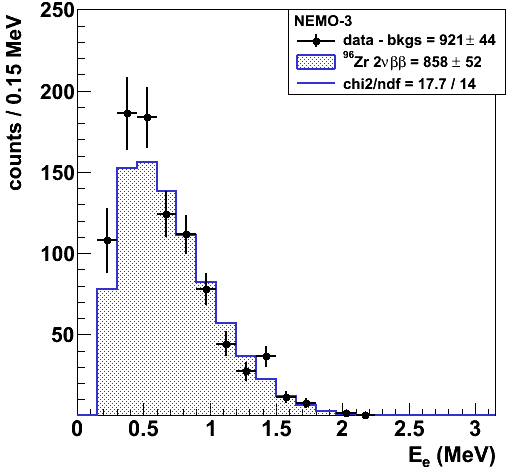 NEMO-3
data - bkgs = 921± 44
⁹⁶Zr 2νββ = 858 ± 52
chi2/ndf = 17.7 / 14
counts / 0.15 MeV
250
200
150
100
50
0 0.5 1 1.5 2 2.5 3
Eₑ (MeV)